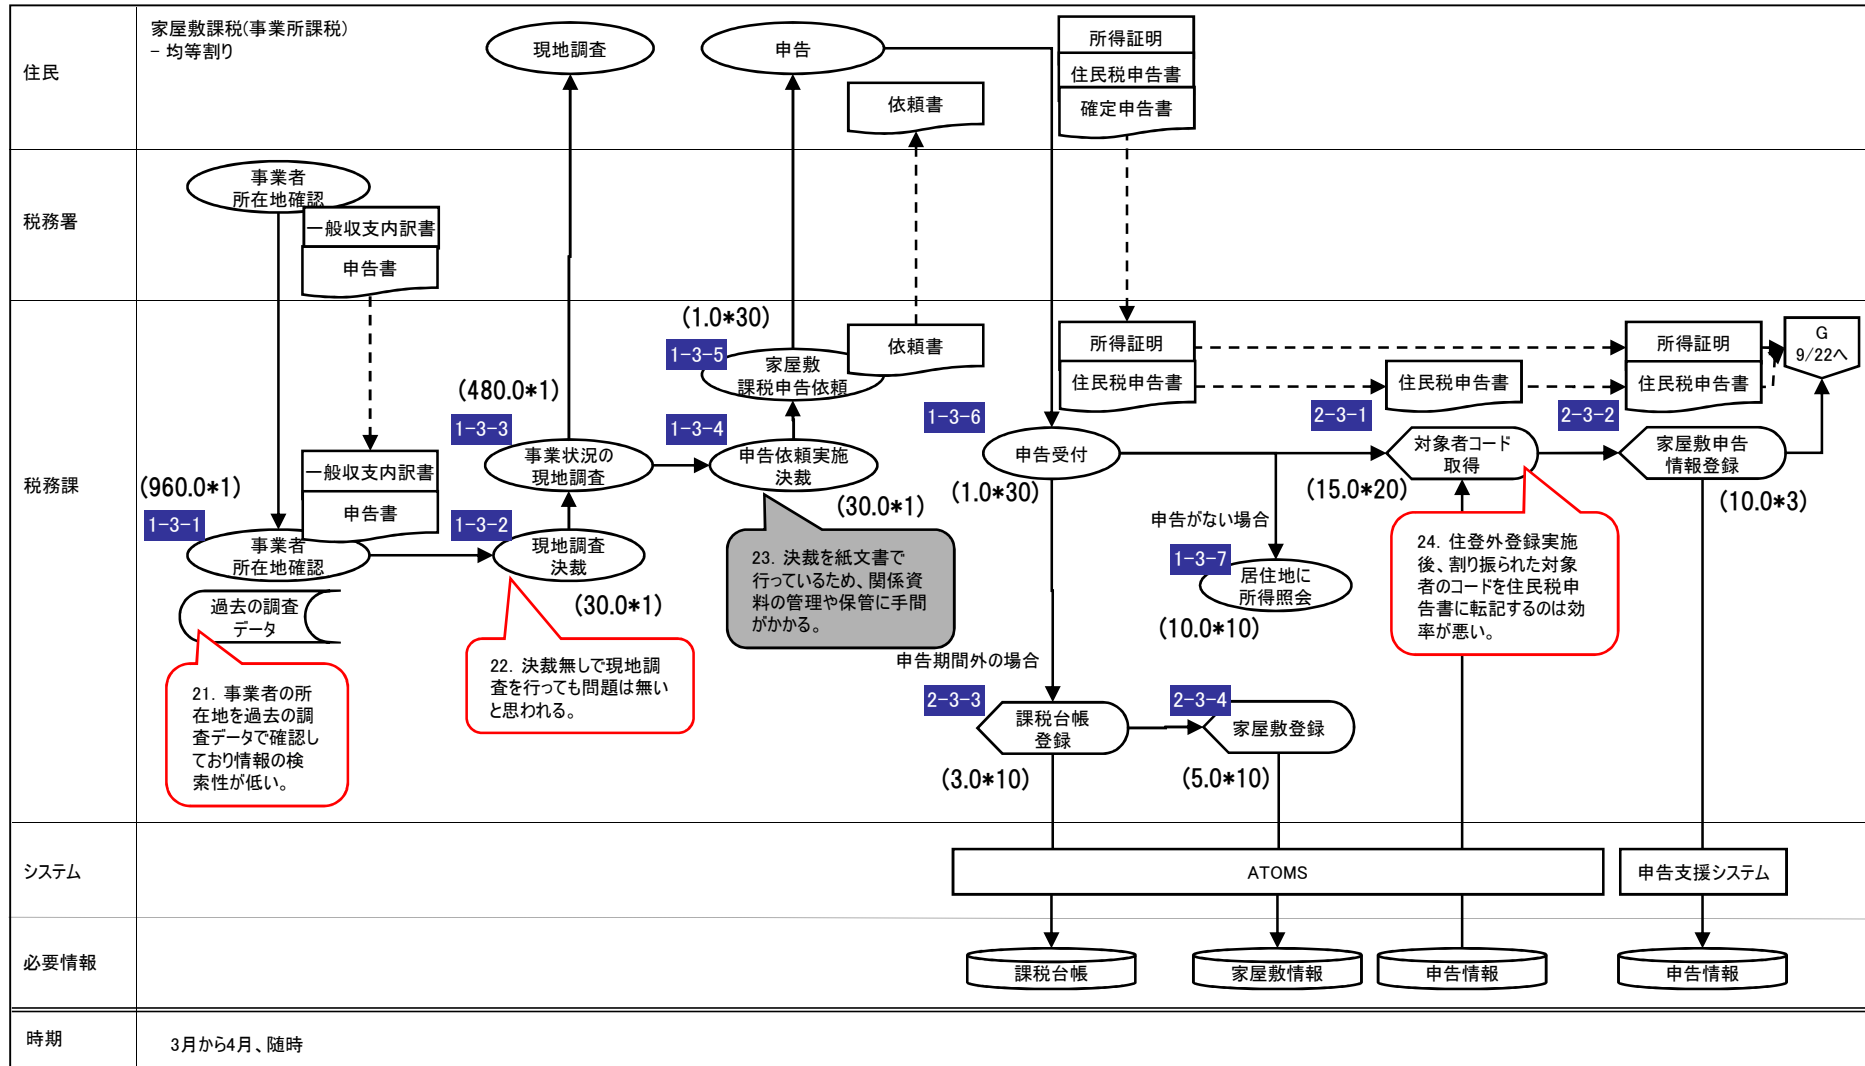 家屋敷課税(事業所課税)
- 均等割り
住民
現地調査
申告
依頼書
所得証明
住民税申告書
確定申告書
税務署
事業者
所在地確認
一般収支内訳書
申告書
税務課
(960.0*1)
1-3-1
事業者
所在地確認
一般収支内訳書
申告書
過去の調査
データ
21. 事業者の所
在地を過去の調
査データで確認し
ており情報の検
索性が低い。
1-3-2
現地調査
決裁
(30.0*1)
22. 決裁無しで現地調
査を行っても問題は無い
と思われる。
(480.0*1)
1-3-3
事業状況の
現地調査
1-3-4
申告依頼実施
決裁
(30.0*1)
23. 決裁を紙文書で
行っているため、関係資
料の管理や保管に手間
がかかる。
(1.0*30)
1-3-5
家屋敷
課税申告依頼
依頼書
1-3-6
申告受付
(1.0*30)
所得証明
住民税申告書
申告がない場合
1-3-7
居住地に
所得照会
(10.0*10)
申告期間外の場合
2-3-3
課税台帳
登録
(3.0*10)
2-3-4
家屋敷登録
(5.0*10)
住民税申告書
2-3-1
対象者コード
取得
(15.0*20)
24. 住登外登録実施
後、割り振られた対象
者のコードを住民税申
告書に転記するのは効
率が悪い。
所得証明
住民税申告書
2-3-2
家屋敷申告
情報登録
(10.0*3)
G
9/22へ
システム
ATOMS
申告支援システム
必要情報
課税台帳
家屋敷情報
申告情報
申告情報
時期
3月から4月、随時